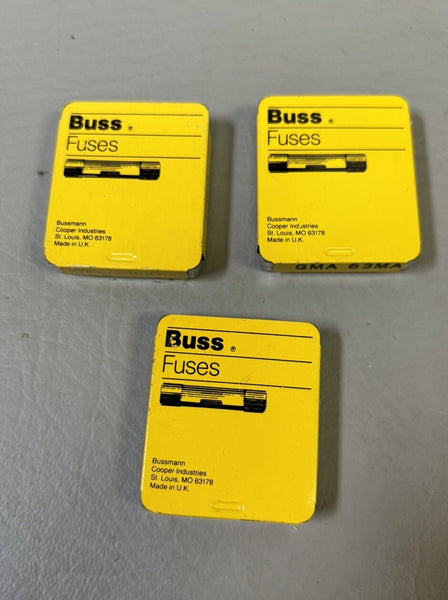 Buss ®
Fuses
Bussmann
Cooper Industries
St. Louis, MO 63178
Made in U.K.
Buss ®
Fuses
Bussmann
Cooper Industries
St. Louis, MO 63178
Made in U.K.
GMA 63MA
Buss ®
Fuses
Bussmann
Cooper Industries
St. Louis, MO 63178
Made in U.K.